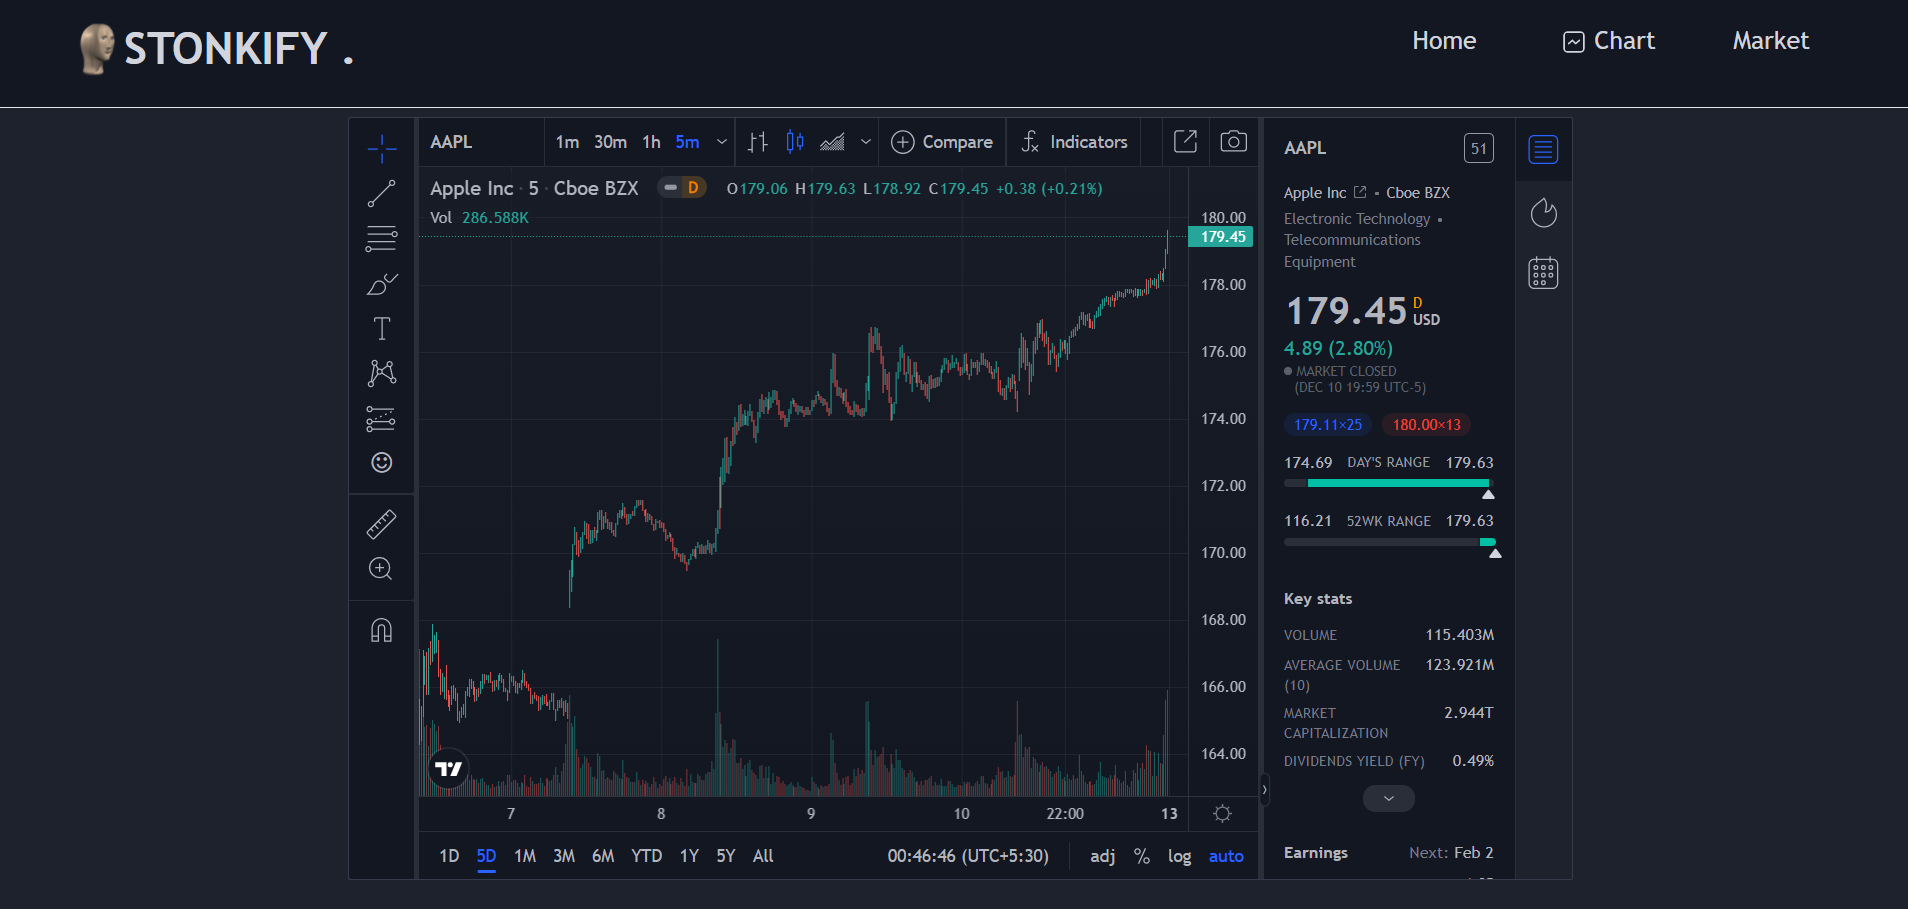 STONKIFY .
Home
Chart
Market
AAPL
1m 30m 1h 5m
Compare
Indicators
Apple Inc · 5 · Cboe BZX
D
O179.06 H179.63 L178.92 C179.45 +0.38 (+0.21%)
Vol 286.588K
180.00
179.45
178.00
176.00
174.00
172.00
170.00
168.00
166.00
164.00
7 8 9 10 22:00 13
1D 5D 1M 3M 6M YTD 1Y 5Y All
00:46:46 (UTC+5:30)
adj % log auto
AAPL
51
Apple Inc • Cboe BZX
Electronic Technology •
Telecommunications
Equipment
179.45 D
USD
4.89 (2.80%)
MARKET CLOSED
(DEC 10 19:59 UTC-5)
179.11×25 180.00×13
174.69 DAY'S RANGE 179.63
116.21 52WK RANGE 179.63
Key stats
VOLUME 115.403M
AVERAGE VOLUME 123.921M
(10)
MARKET 2.944T
CAPITALIZATION
DIVIDENDS YIELD (FY) 0.49%
Earnings Next: Feb 2